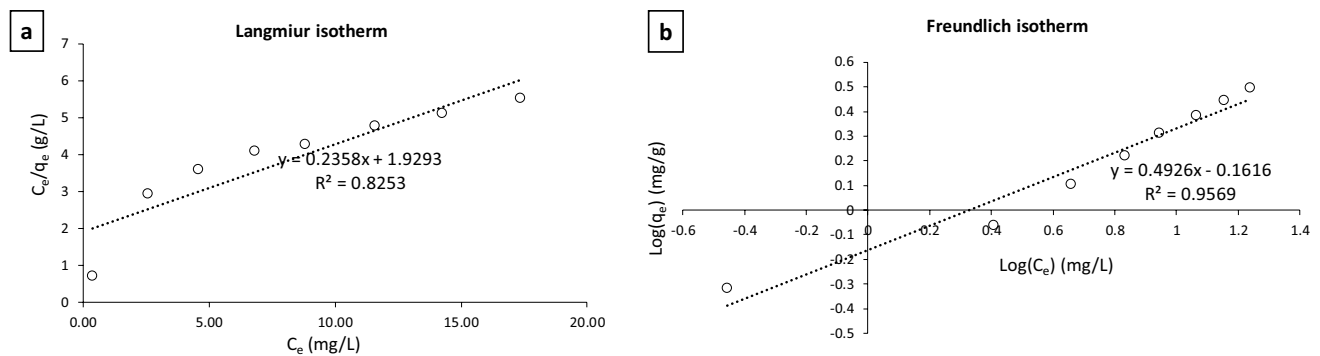 a
Langmiur isotherm
7
6
5
4
3
2
1
0
0.00 5.00 10.00 15.00 20.00
Cₑ/qₑ (g/L)
Cₑ (mg/L)
y = 0.2358x + 1.9293
R² = 0.8253
b
Freundlich isotherm
0.6
0.5
0.4
0.3
0.2
0.1
0
-0.1
-0.2
-0.3
-0.4
-0.5
-0.6 -0.4 -0.2 0 0.2 0.4 0.6 0.8 1 1.2 1.4
Log(qₑ) (mg/g)
Log(Cₑ) (mg/L)
y = 0.4926x - 0.1616
R² = 0.9569